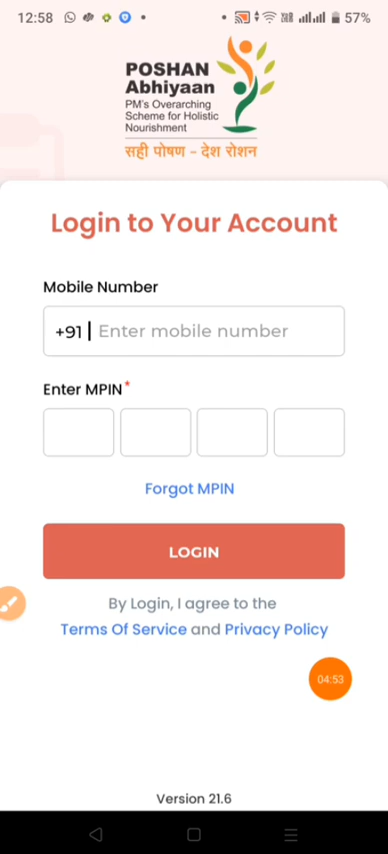 12:58 57%
POSHAN
Abhiyaan
PM's Overarching
Scheme for Holistic
Nourishment
सही पोषण - देश रोशन
Login to Your Account
Mobile Number
+91 Enter mobile number
Enter MPIN*
Forgot MPIN
LOGIN
By Login, I agree to the
Terms Of Service and Privacy Policy
04:53
Version 21.6